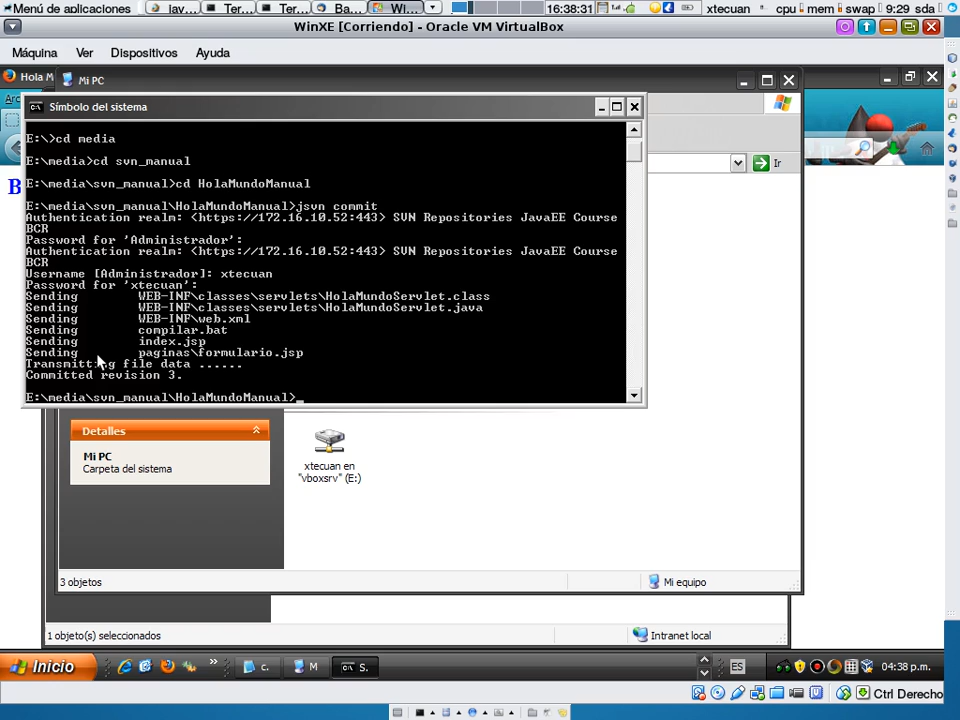 Menú de aplicaciones Iav... Ter... Ter... Ba... Wi... 16:38:31 xtecuan cpu mem swap 9:29 sda
WinXE [Corriendo] - Oracle VM VirtualBox
Máquina Ver Dispositivos Ayuda
Hola M
Mi PC
Símbolo del sistema
E:\>cd media
E:\media>cd svn_manual
E:\media\svn_manual>cd HolaMundoManual
E:\media\svn_manual\HolaMundoManual>jsvn commit
Authentication realm: <https://172.16.10.52:443> SVN Repositories JavaEE Course
BCR
Password for 'Administrador':
Authentication realm: <https://172.16.10.52:443> SVN Repositories JavaEE Course
BCR
Username [Administrador]: xtecuan
Password for 'xtecuan':
Sending WEB-INF\classes\servlets\HolaMundoServlet.class
Sending WEB-INF\classes\servlets\HolaMundoServlet.java
Sending WEB-INF\web.xml
Sending compilar.bat
Sending index.jsp
Sending paginas\formulario.jsp
Transmitting file data ......
Committed revision 3.
E:\media\svn_manual\HolaMundoManual>_
Ir
B
Detalles
Mi PC
Carpeta del sistema
xtecuan en
"vboxsrv" (E:)
3 objetos
Mi equipo
1 objeto(s) seleccionados
Intranet local
Inicio
»
c.
M
S.
ES
04:38 p.m.
Ctrl Derecho